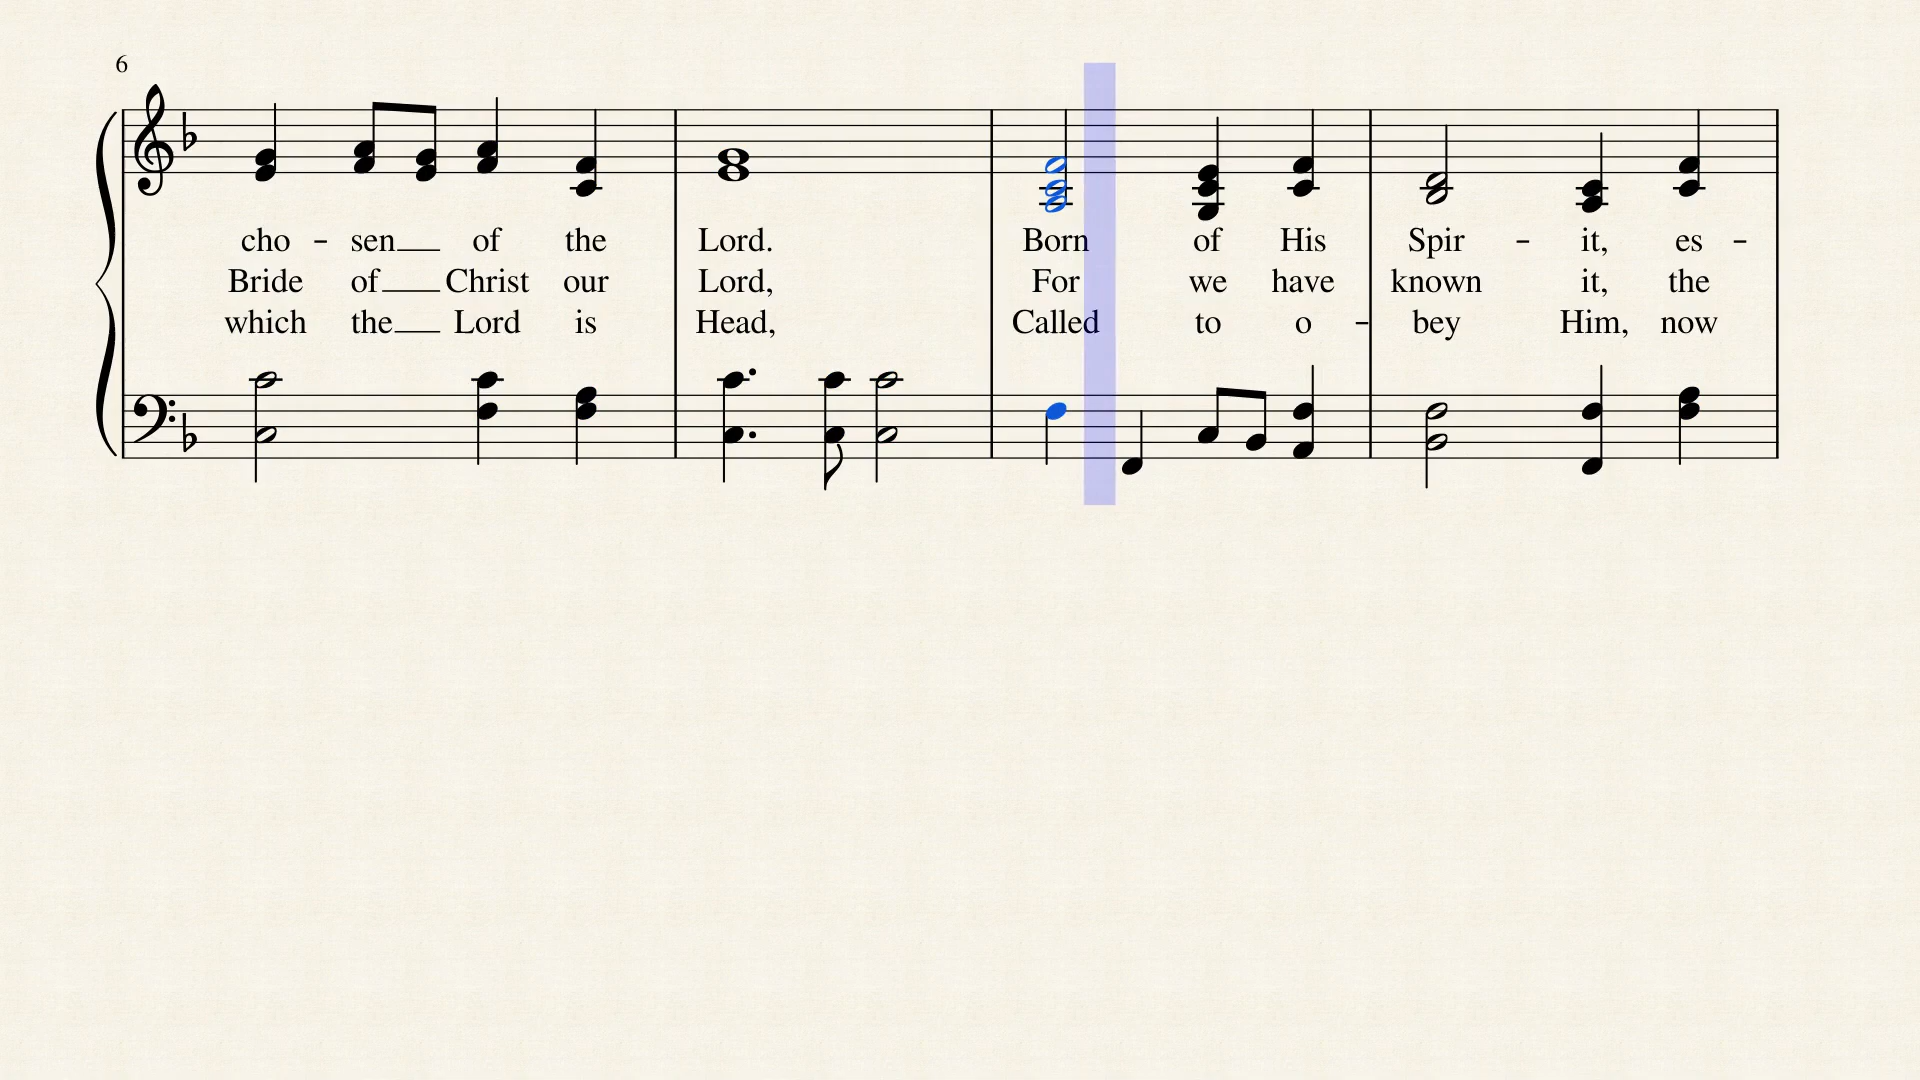 6
cho - sen of the Lord. Born of His Spir - it, es -
Bride of Christ our Lord, For we have known it, the
which the Lord is Head, Called to o - bey Him, now